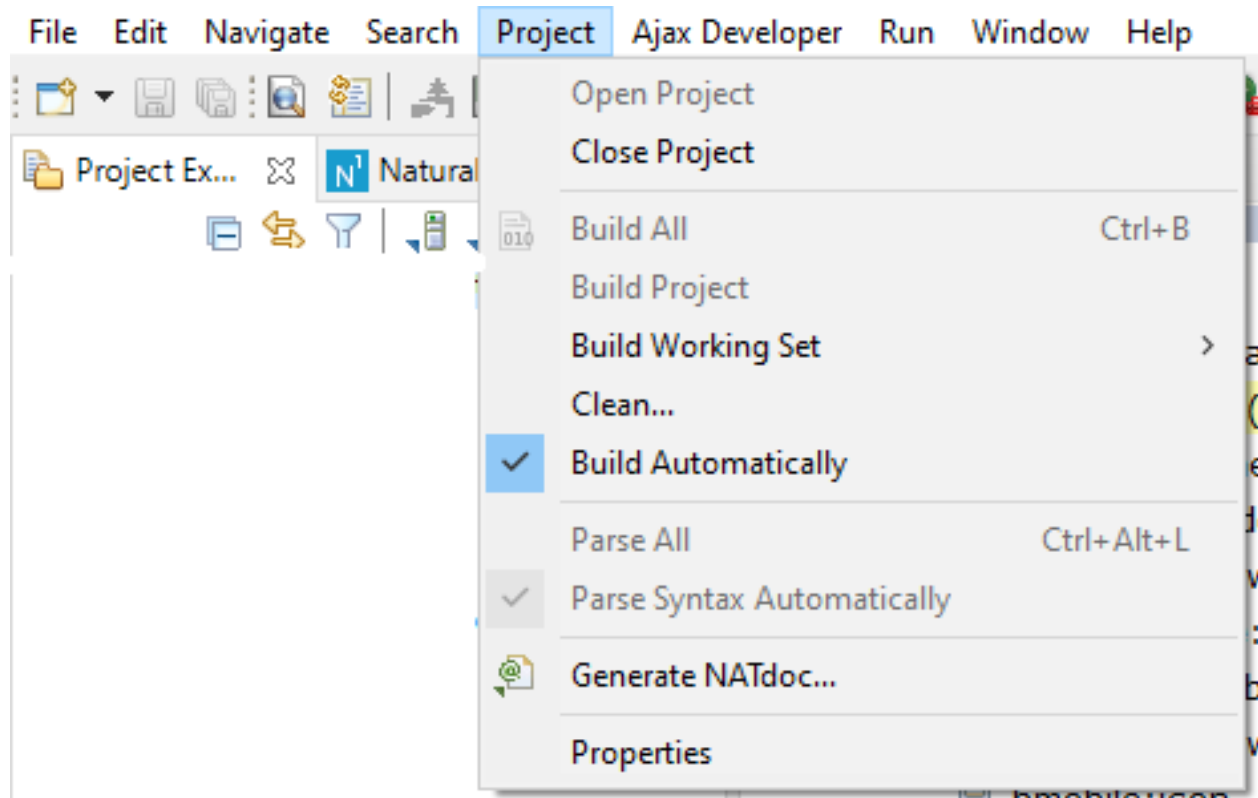 File Edit Navigate Search Project Ajax Developer Run Window Help
Open Project
Close Project
Project Ex... N1 Natural
Build All Ctrl+B
010
Build Project
Build Working Set
Clean...
Build Automatically
Parse All Ctrl+Alt+L
Parse Syntax Automatically
Generate NATdoc...
Properties